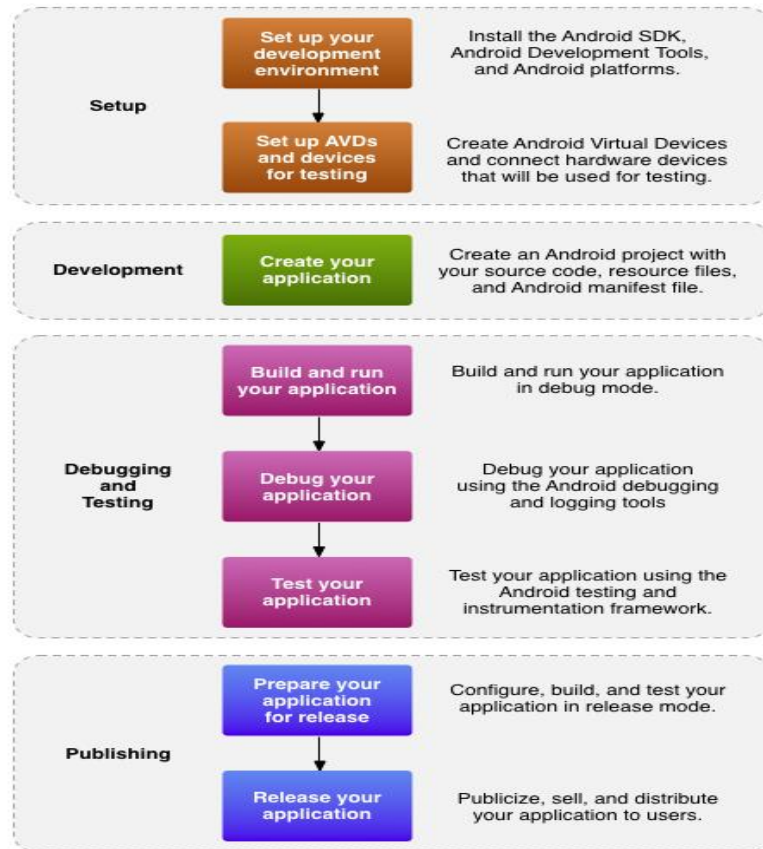 Setup
Set up your
development
environment
Install the Android SDK,
Android Development Tools,
and Android platforms.
Set up AVDs
and devices
for testing
Create Android Virtual Devices
and connect hardware devices
that will be used for testing.
Development
Create your
application
Create an Android project with
your source code, resource files,
and Android manifest file.
Debugging
and
Testing
Build and run
your application
Build and run your application
in debug mode.
Debug your
application
Debug your application
using the Android debugging
and logging tools
Test your
application
Test your application using the
Android testing and
instrumentation framework.
Publishing
Prepare your
application
for release
Configure, build, and test your
application in release mode.
Release your
application
Publicize, sell, and distribute
your application to users.